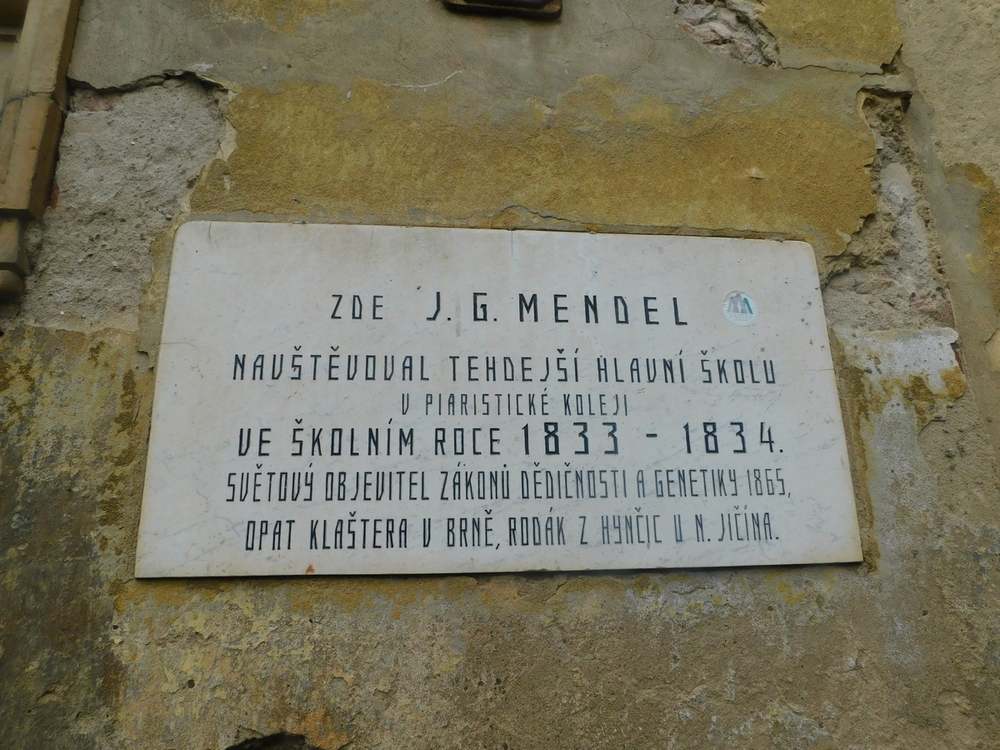 ZDE J. G. MENDEL
NAVŠTĚVOVAL TEHDEJŠÍ HLAVNÍ ŠKOLU
V PIARISTICKÉ KOLEJI
VE ŠKOLNÍM ROCE 1833 - 1834.
SVĚTOVÝ OBJEVITEL ZÁKONŮ DĚDIČNOSTI A GENETIKY 1865,
OPAT KLAŠTERA V BRNĚ, RODÁK Z HYNČIC U N. JIČÍNA.